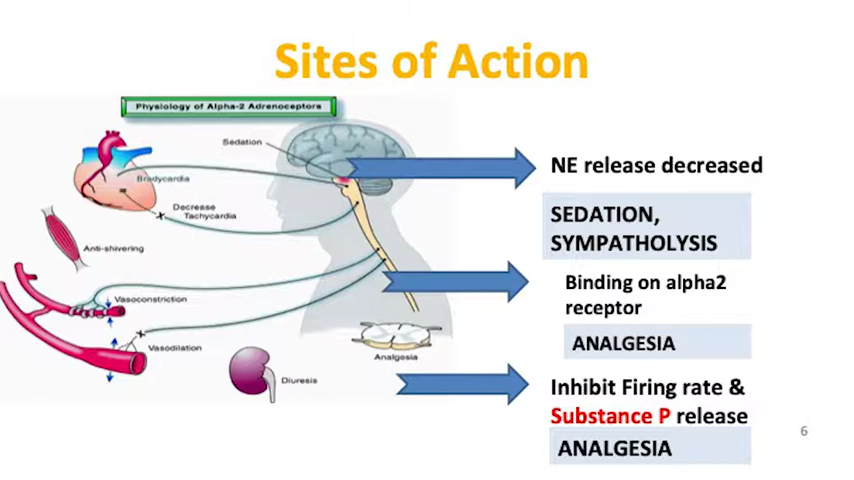 Sites of Action
Physiology of Alpha-2 Adrenoceptors
Sedation
Bradycardia
Decrease
Tachycardia
Anti-shivering
Vasoconstriction
Vasodilation
Diuresis
Analgesia
NE release decreased
SEDATION,
SYMPATHOLYSIS
Binding on alpha2
receptor
ANALGESIA
Inhibit Firing rate &
Substance P release
ANALGESIA
6